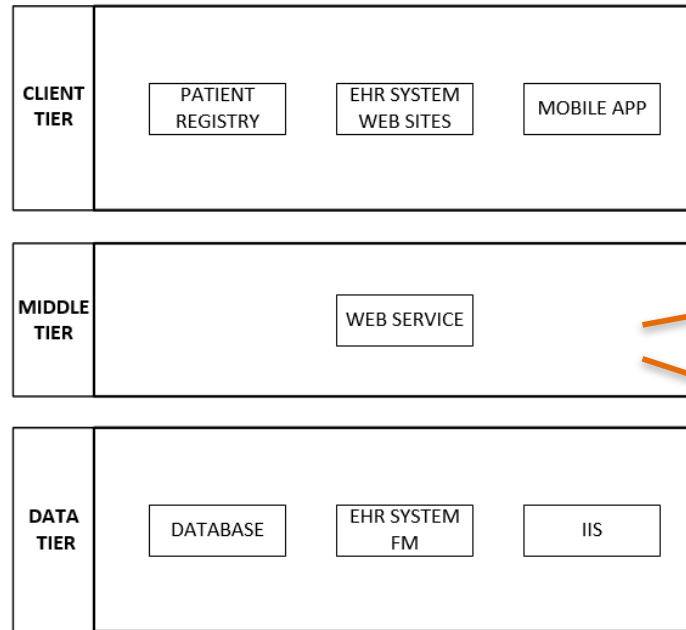 CLIENT
TIER
PATIENT
REGISTRY
EHR SYSTEM
WEB SITES
MOBILE APP
MIDDLE
TIER
WEB SERVICE
DATA
TIER
DATABASE
EHR SYSTEM
FM
IIS